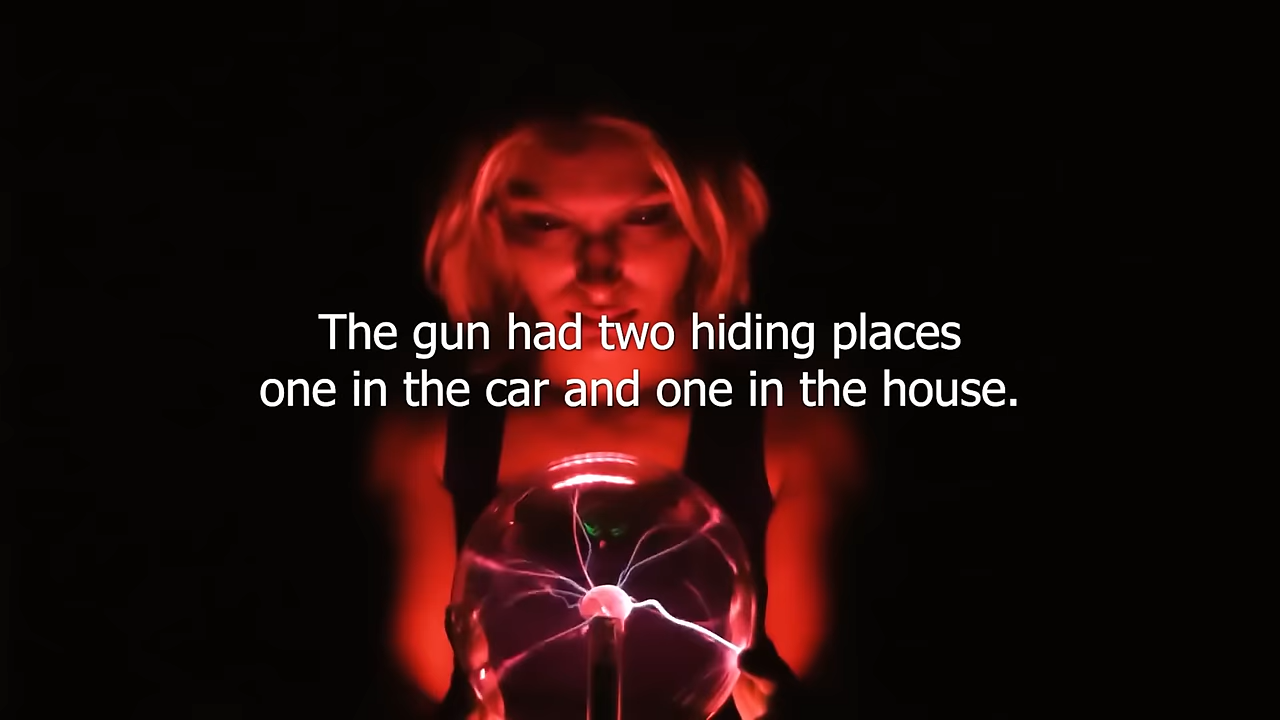 The gun had two hiding places
one in the car and one in the house.